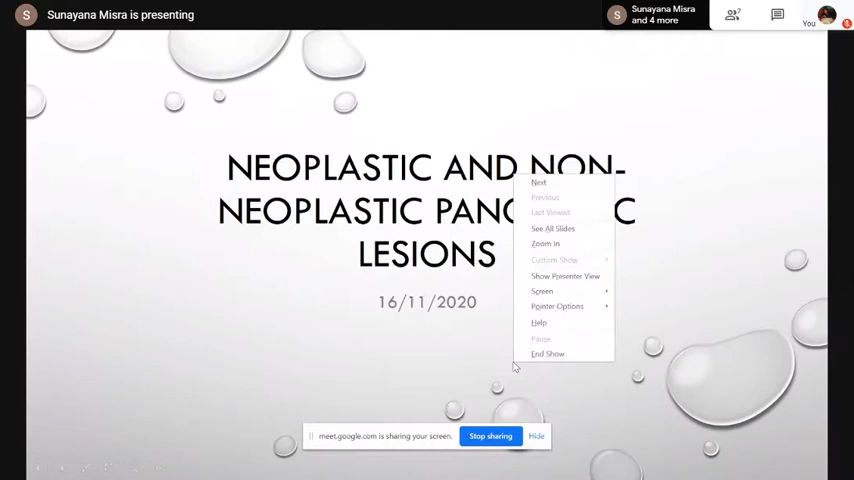 S Sunayana Misra is presenting
S Sunayana Misra
and 4 more
7
You
NEOPLASTIC AND NON-
NEOPLASTIC
LESIONS
16/11/2020
Next
Previous
Last Viewed
See All Slides
Zoom In
Custom Show
Show Presenter View
Screen
Pointer Options
Help
Pause
End Show
meet.google.com is sharing your screen. Stop sharing Hide